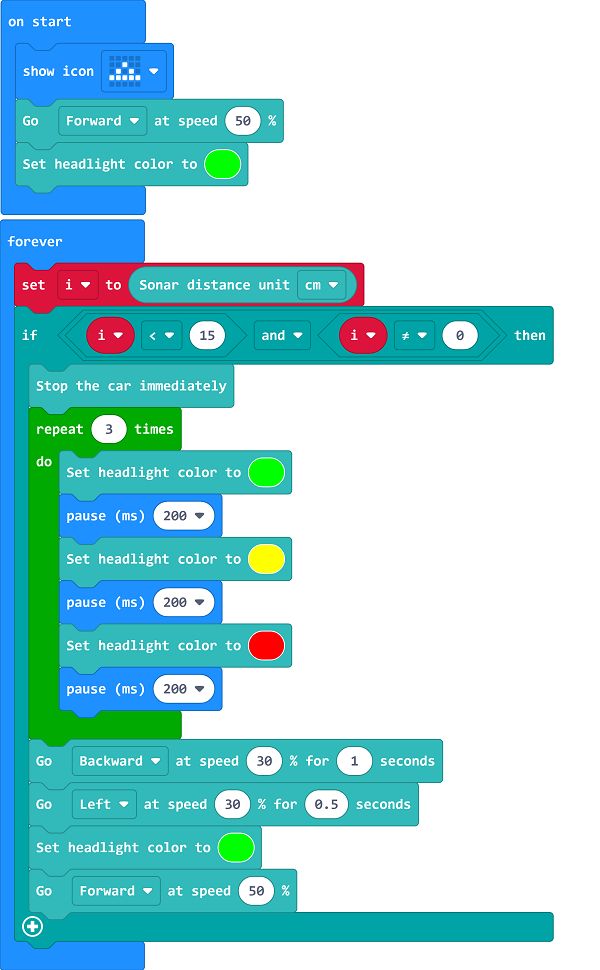 on start
show icon
Go Forward at speed 50 %
Set headlight color to
forever
set i to Sonar distance unit cm
if i < 15 and i ≠ 0 then
Stop the car immediately
repeat 3 times
do
Set headlight color to
pause (ms) 200
Set headlight color to
pause (ms) 200
Set headlight color to
pause (ms) 200
Go Backward at speed 30 % for 1 seconds
Go Left at speed 30 % for 0.5 seconds
Set headlight color to
Go Forward at speed 50 %